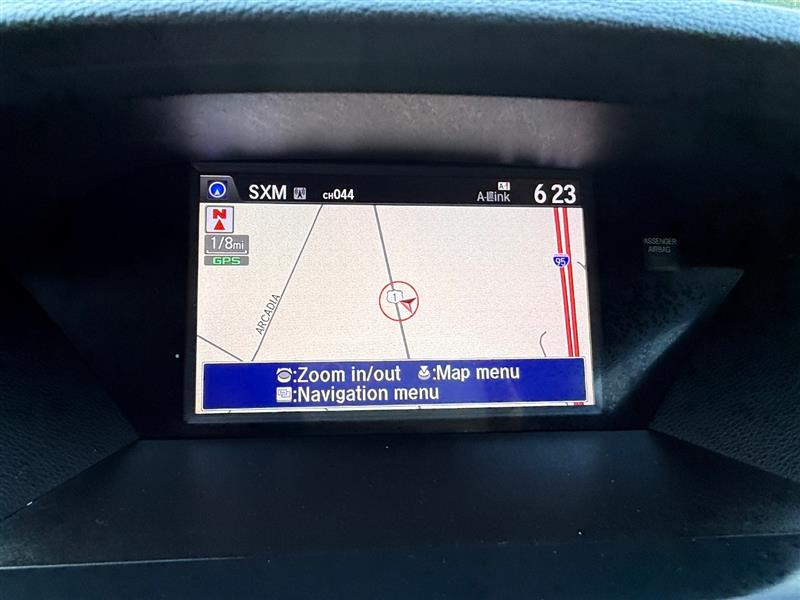 SXM CH044 A-Link 6 23
N
1/8mi
GPS
95
1
ARCADIA
PASSENGER
AIRBAG
:Zoom in/out :Map menu
:Navigation menu